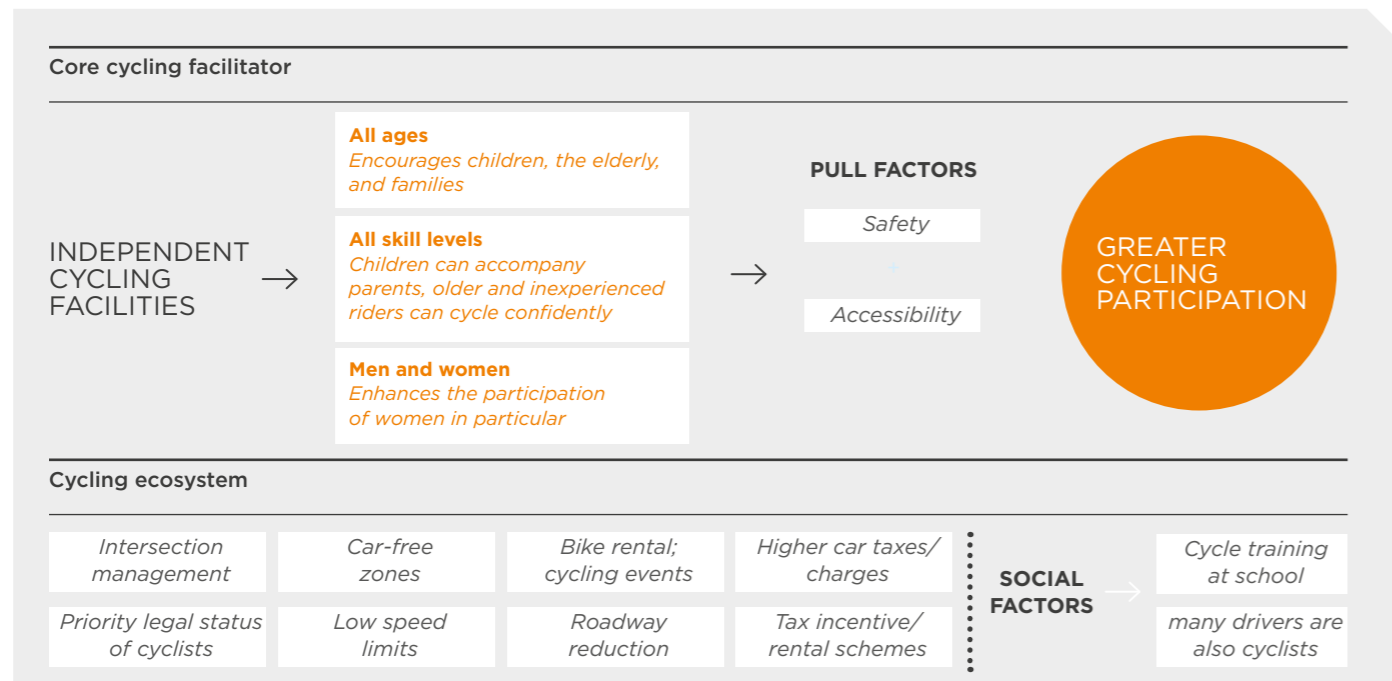 Core cycling facilitator
INDEPENDENT
CYCLING
FACILITIES
All ages
Encourages children, the elderly,
and families
All skill levels
Children can accompany
parents, older and inexperienced
riders can cycle confidently
Men and women
Enhances the participation
of women in particular
PULL FACTORS
Safety
+
Accessibility
GREATER
CYCLING
PARTICIPATION
Cycling ecosystem
Intersection
management
Car-free
zones
Bike rental;
cycling events
Higher car taxes/
charges
Priority legal status
of cyclists
Low speed
limits
Roadway
reduction
Tax incentive/
rental schemes
SOCIAL
FACTORS
Cycle training
at school
many drivers are
also cyclists